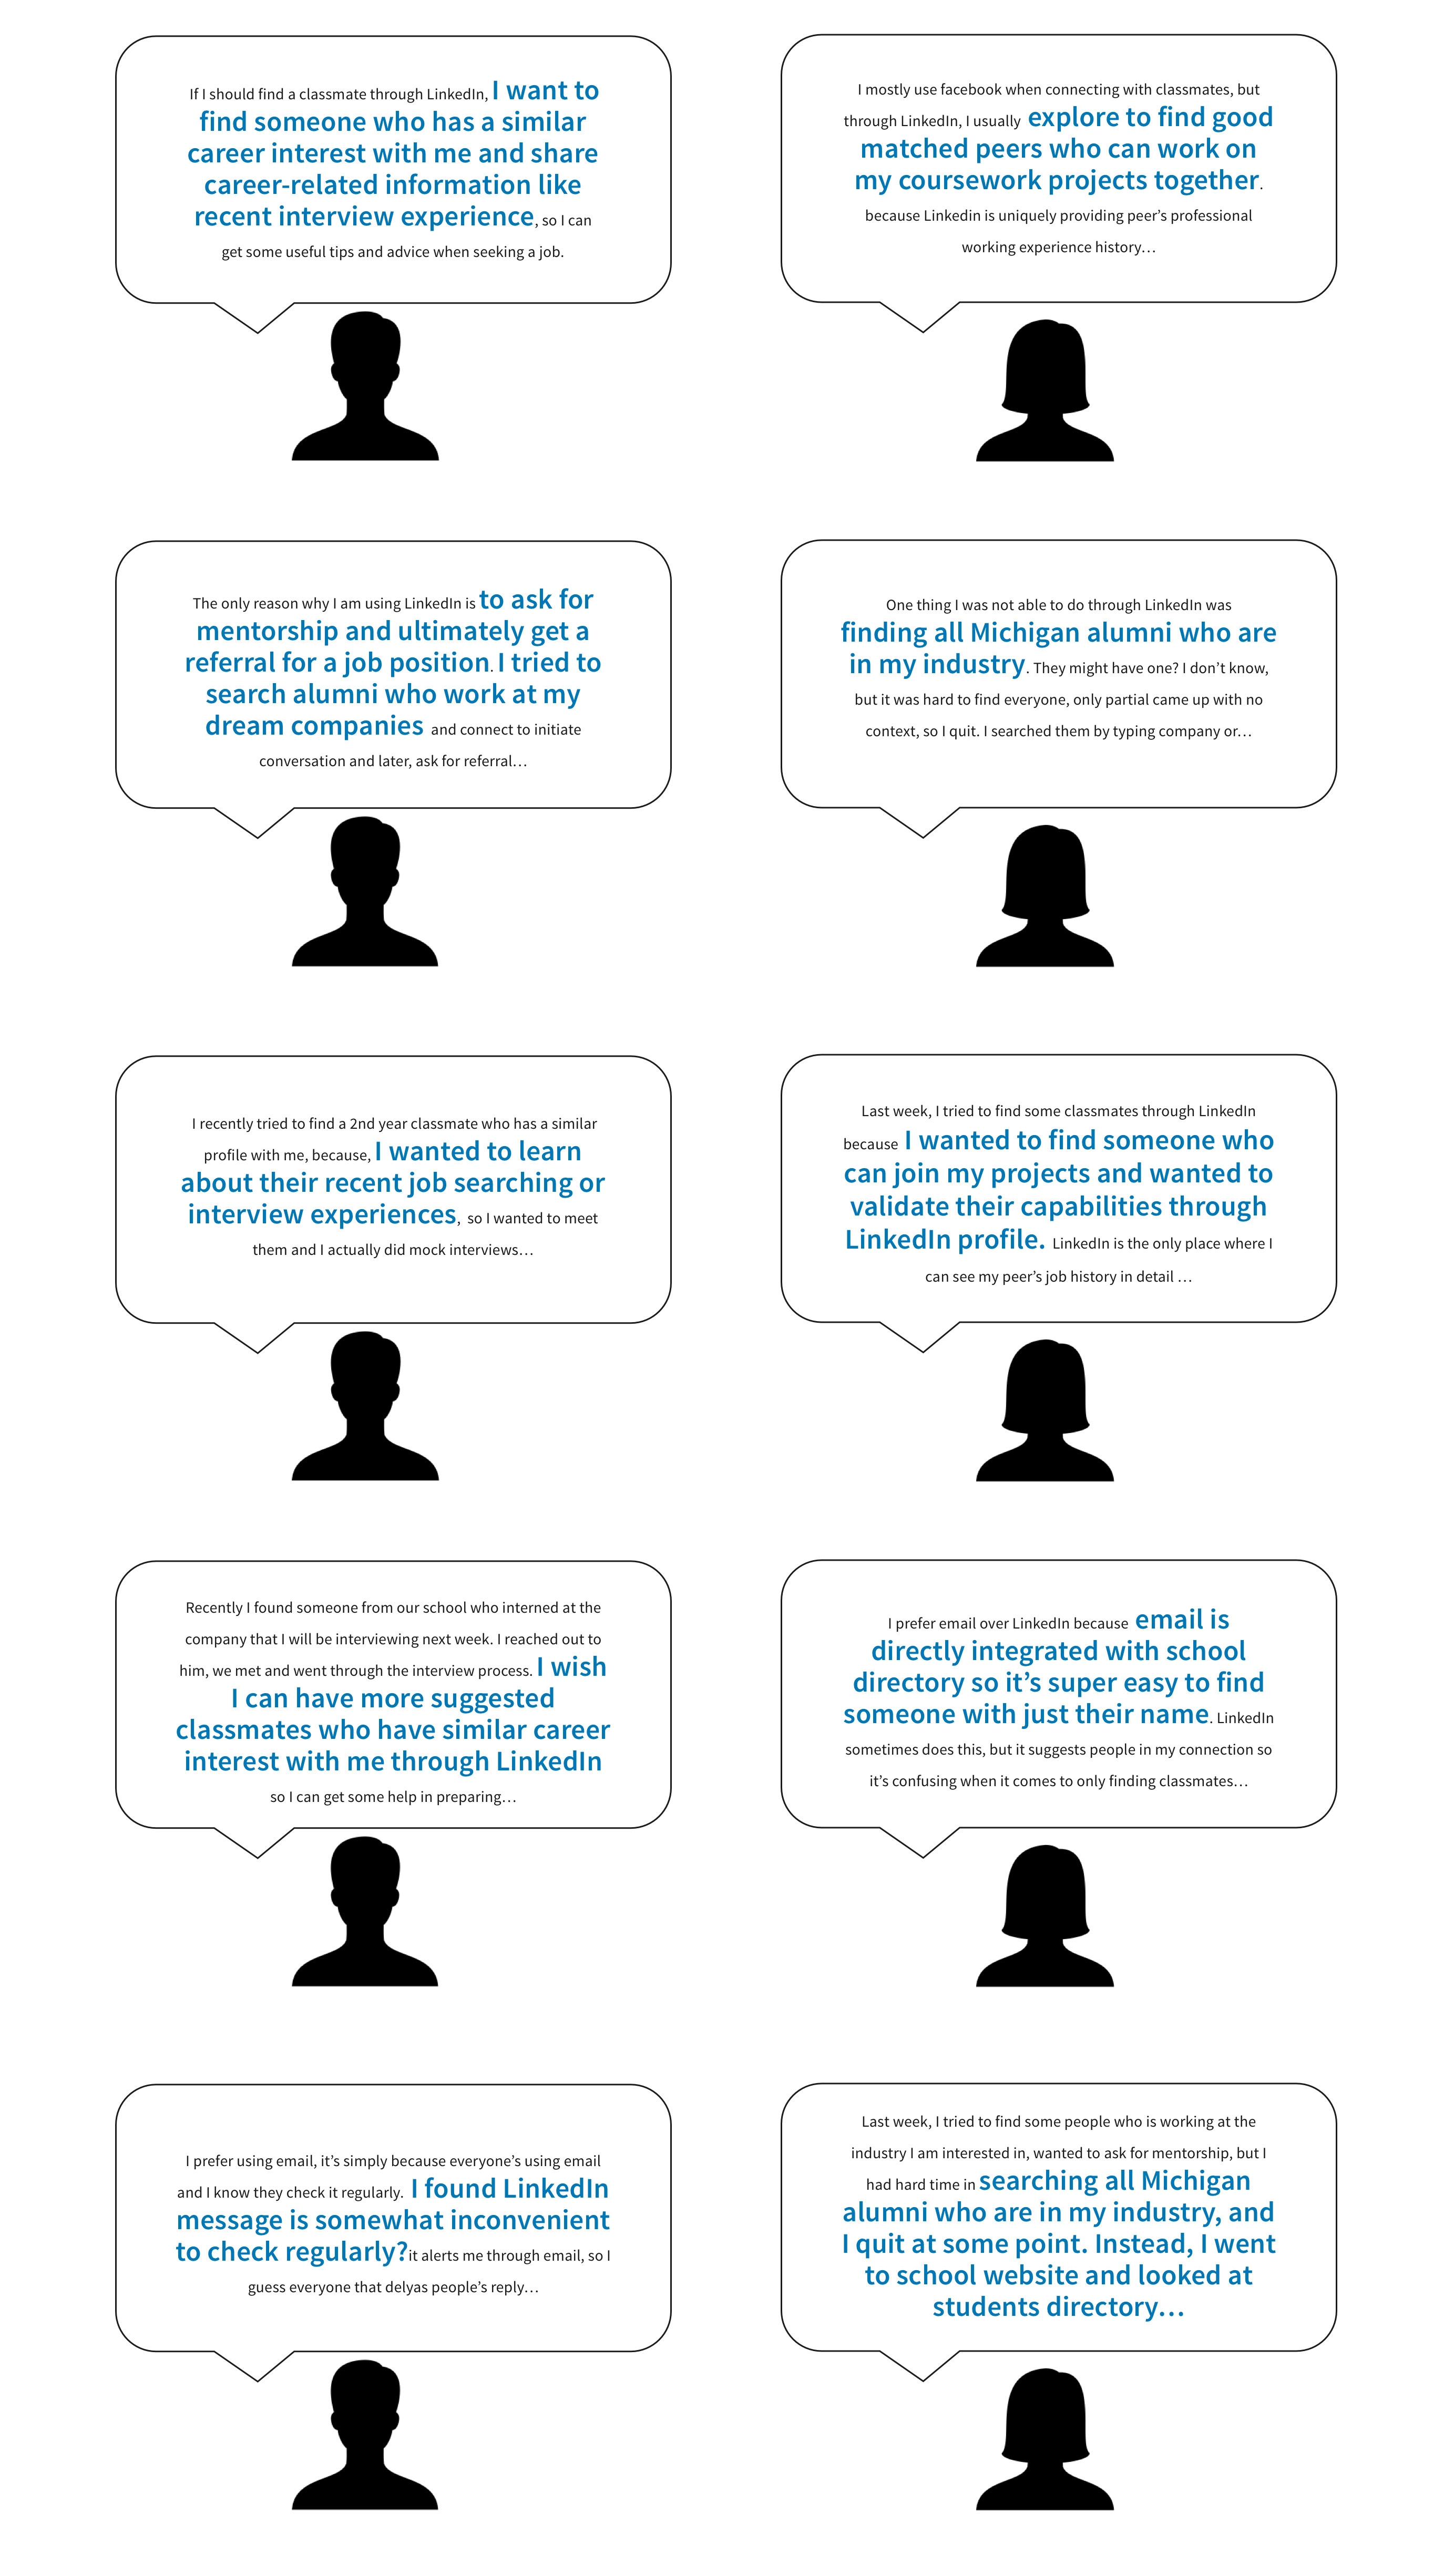 If I should find a classmate through LinkedIn, I want to
find someone who has a similar
career interest with me and share
career-related information like
recent interview experience, so I can
get some useful tips and advice when seeking a job.
I mostly use facebook when connecting with classmates, but
through LinkedIn, I usually explore to find good
matched peers who can work on
my coursework projects together.
because Linkedin is uniquely providing peer’s professional
working experience history…
The only reason why I am using LinkedIn is to ask for
mentorship and ultimately get a
referral for a job position. I tried to
search alumni who work at my
dream companies and connect to initiate
conversation and later, ask for referral…
One thing I was not able to do through LinkedIn was
finding all Michigan alumni who are
in my industry. They might have one? I don’t know,
but it was hard to find everyone, only partial came up with no
context, so I quit. I searched them by typing company or…
I recently tried to find a 2nd year classmate who has a similar
profile with me, because, I wanted to learn
about their recent job searching or
interview experiences, so I wanted to meet
them and I actually did mock interviews…
Last week, I tried to find some classmates through LinkedIn
because I wanted to find someone who
can join my projects and wanted to
validate their capabilities through
LinkedIn profile. LinkedIn is the only place where I
can see my peer’s job history in detail …
Recently I found someone from our school who interned at the
company that I will be interviewing next week. I reached out to
him, we met and went through the interview process. I wish
I can have more suggested
classmates who have similar career
interest with me through LinkedIn
so I can get some help in preparing…
I prefer email over LinkedIn because email is
directly integrated with school
directory so it’s super easy to find
someone with just their name. LinkedIn
sometimes does this, but it suggests people in my connection so
it’s confusing when it comes to only finding classmates…
I prefer using email, it’s simply because everyone’s using email
and I know they check it regularly. I found LinkedIn
message is somewhat inconvenient
to check regularly?it alerts me through email, so I
guess everyone that delyas people’s reply…
Last week, I tried to find some people who is working at the
industry I am interested in, wanted to ask for mentorship, but I
had hard time in searching all Michigan
alumni who are in my industry, and
I quit at some point. Instead, I went
to school website and looked at
students directory…